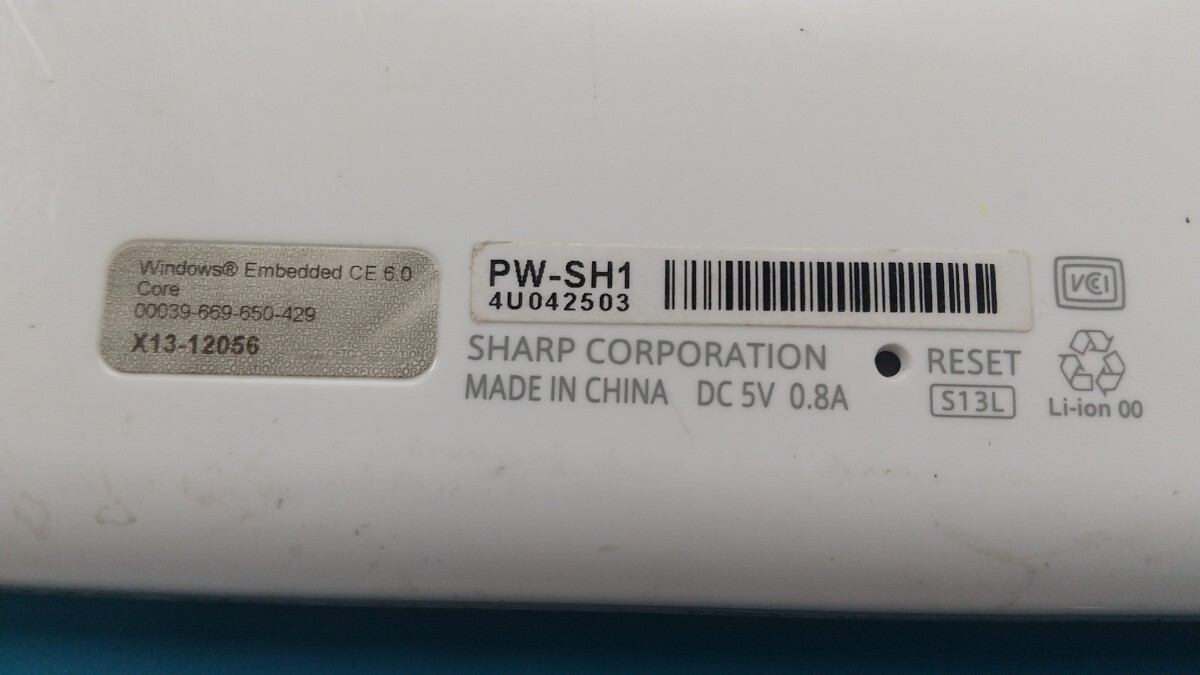 Windows® Embedded CE 6.0
Core
00039-669-650-429
X13-12056
PW-SH1
4U042503
SHARP CORPORATION
MADE IN CHINA DC 5V 0.8A
RESET
S13L
VCCI
Li-ion 00